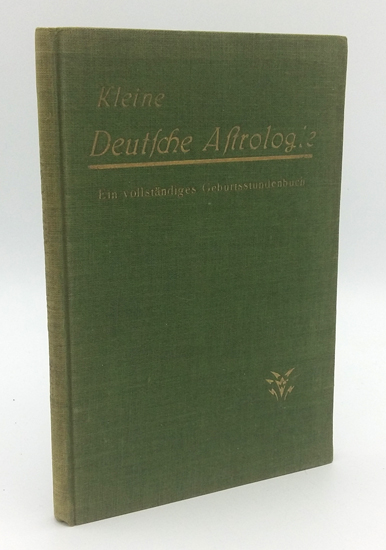 Kleine
Deutſche Aſtrologie
Ein vollständiges Geburtsstundenbuch